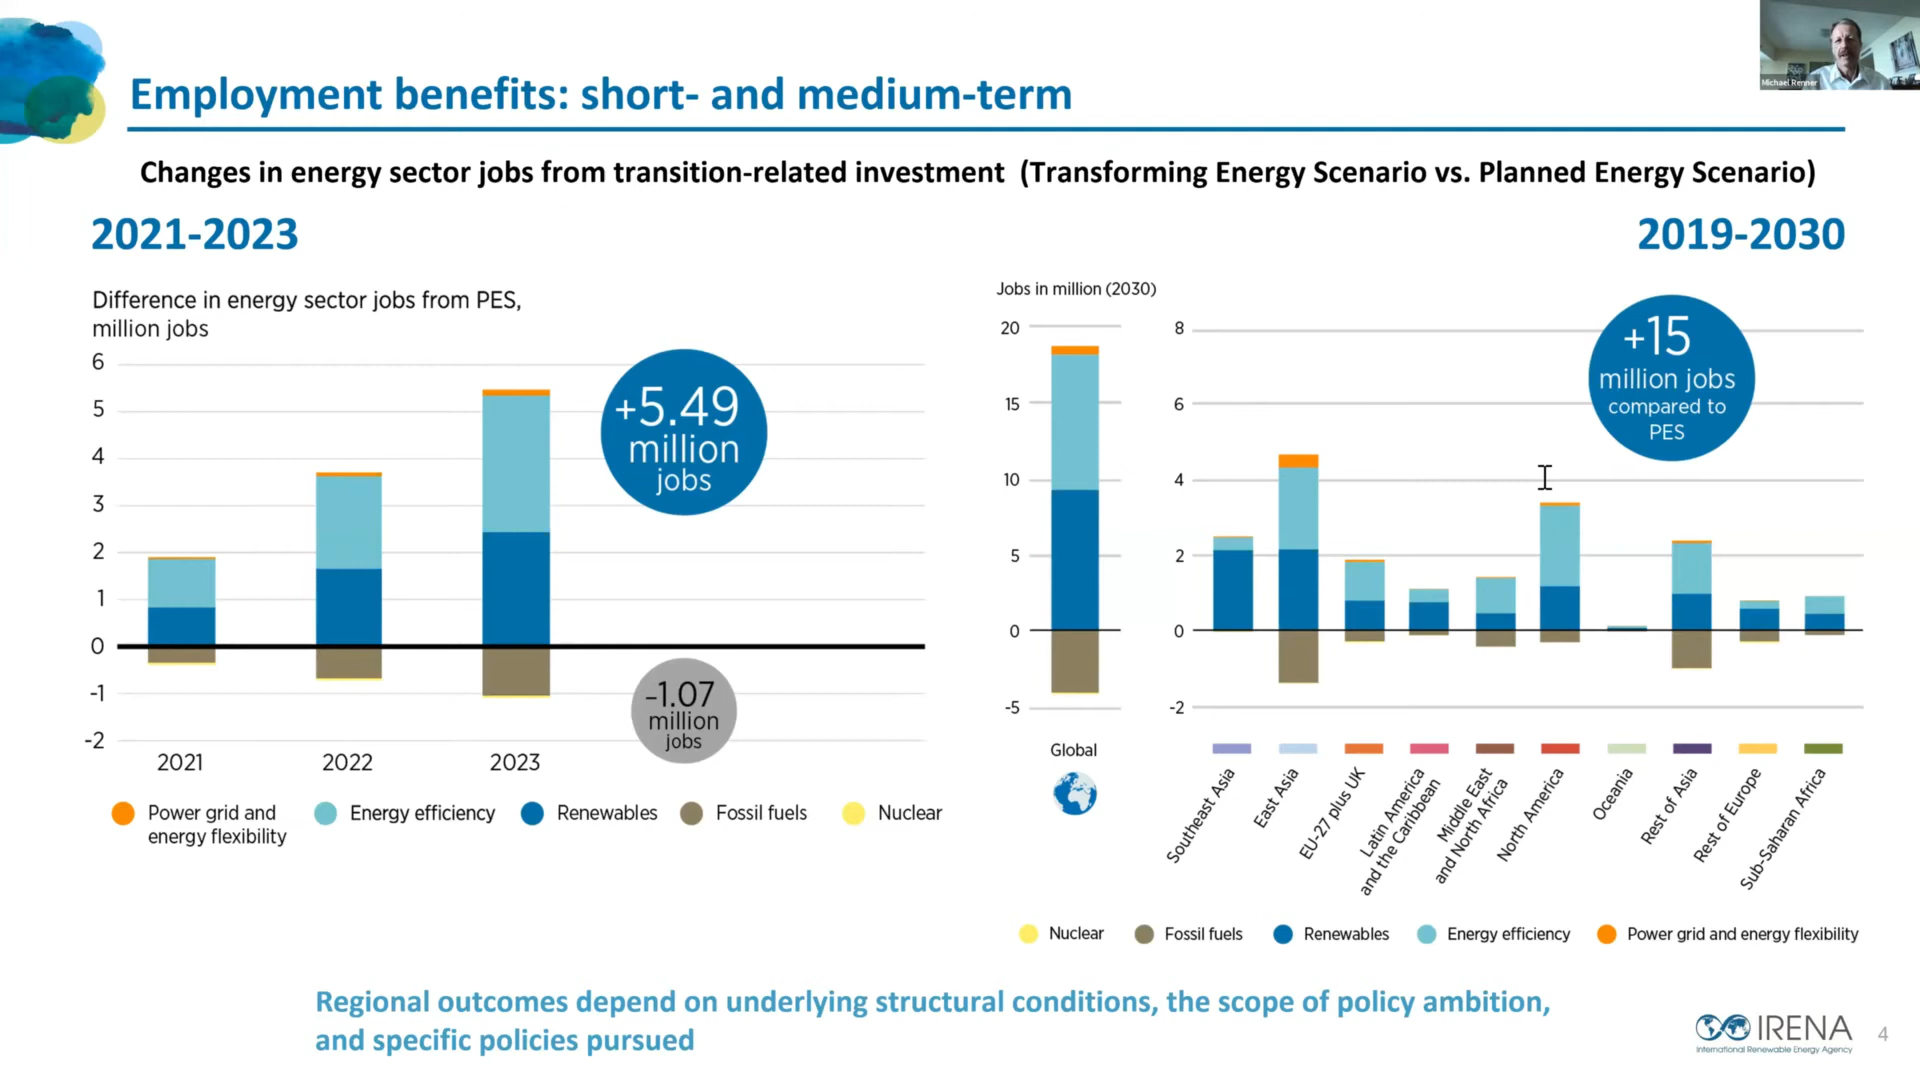 Michael Renner
Employment benefits: short- and medium-term
Changes in energy sector jobs from transition-related investment (Transforming Energy Scenario vs. Planned Energy Scenario)
2021-2023
2019-2030
Difference in energy sector jobs from PES,
million jobs
6
5
4
3
2
1
0
-1
-2
2021
2022
2023
+5.49
million
jobs
-1.07
million
jobs
Power grid and
energy flexibility
Energy efficiency
Renewables
Fossil fuels
Nuclear
Jobs in million (2030)
20
15
10
5
0
-5
Global
8
6
4
2
0
-2
+15
million jobs
compared to
PES
Southeast Asia
East Asia
EU-27 plus UK
Latin America
and the Caribbean
Middle East
and North Africa
North America
Oceania
Rest of Asia
Rest of Europe
Sub-Saharan Africa
Nuclear
Fossil fuels
Renewables
Energy efficiency
Power grid and energy flexibility
Regional outcomes depend on underlying structural conditions, the scope of policy ambition,
and specific policies pursued
IRENA
International Renewable Energy Agency
4